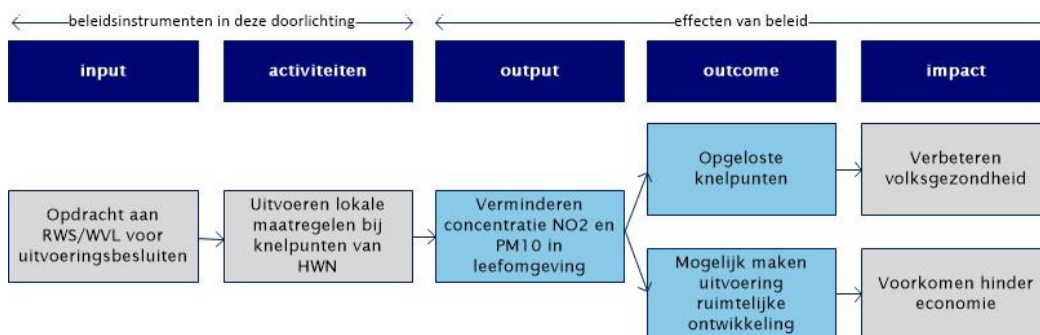 beleidsinstrumenten in deze doorlichting
effecten van beleid
input
activiteiten
output
outcome
impact
Opgeloste
knelpunten
Verbeteren
volksgezondheid
Opdracht aan
RWS/WVL voor
uitvoeringsbesluiten
Uitvoeren lokale
maatregelen bij
knelpunten van
HWN
Verminderen
concentratie NO2 en
PM10 in
leefomgeving
Mogelijk maken
uitvoering
ruimtelijke
ontwikkeling
Voorkomen hinder
economie